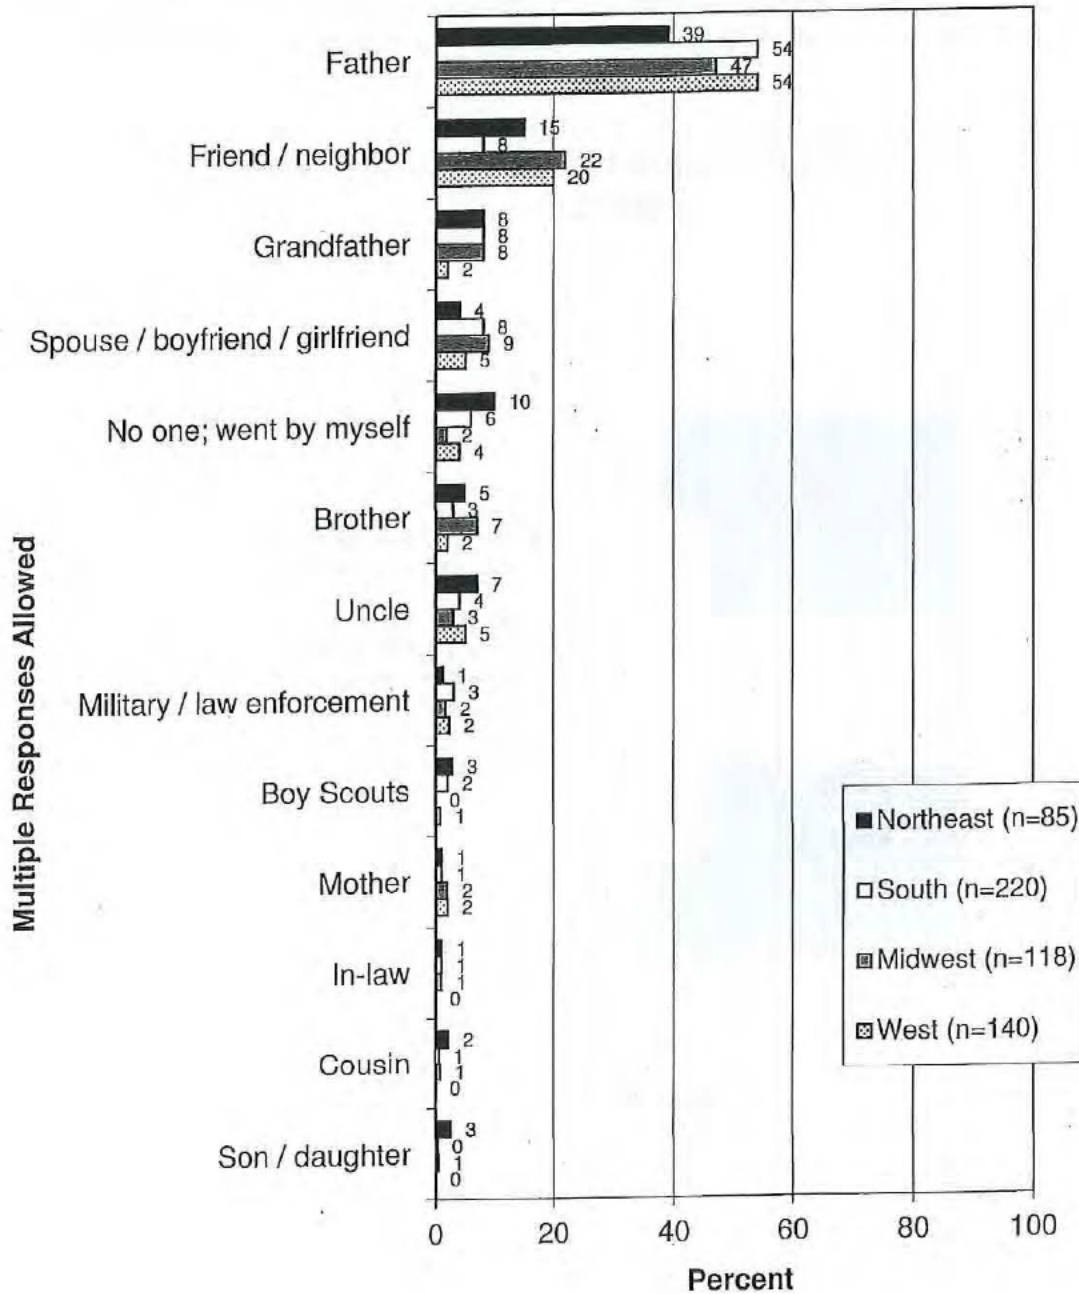 Multiple Responses Allowed
Father
39
54
47
54
Friend / neighbor
15
8
22
20
Grandfather
8
8
8
2
Spouse / boyfriend / girlfriend
4
8
9
5
No one; went by myself
10
6
2
4
Brother
5
3
7
2
Uncle
7
4
3
5
Military / law enforcement
1
3
2
2
Boy Scouts
3
2
0
1
Mother
1
1
2
2
In-law
1
1
1
0
Cousin
2
1
1
0
Son / daughter
3
0
1
0
Northeast (n=85)
South (n=220)
Midwest (n=118)
West (n=140)
0 20 40 60 80 100
Percent